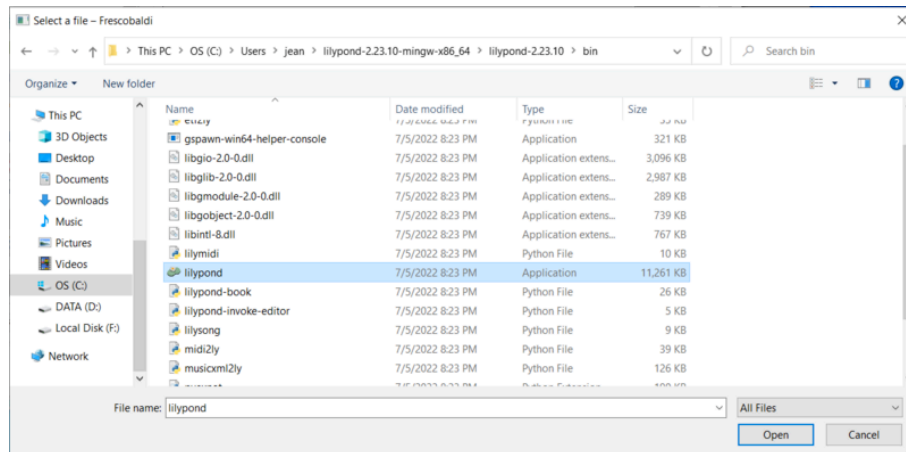 Select a file – Frescobaldi
This PC > OS (C:) > Users > jean > lilypond-2.23.10-mingw-x86_64 > lilypond-2.23.10 > bin
Search bin
Organize
New folder
This PC
3D Objects
Desktop
Documents
Downloads
Music
Pictures
Videos
OS (C:)
DATA (D:)
Local Disk (F:)
Network
Name Date modified Type Size
etf2ly 7/5/2022 8:23 PM Python File 35 KB
gspawn-win64-helper-console 7/5/2022 8:23 PM Application 321 KB
libgio-2.0-0.dll 7/5/2022 8:23 PM Application extens... 3,096 KB
libglib-2.0-0.dll 7/5/2022 8:23 PM Application extens... 2,987 KB
libgmodule-2.0-0.dll 7/5/2022 8:23 PM Application extens... 289 KB
libgobject-2.0-0.dll 7/5/2022 8:23 PM Application extens... 739 KB
libintl-8.dll 7/5/2022 8:23 PM Application extens... 767 KB
lilymidi 7/5/2022 8:23 PM Python File 10 KB
lilypond 7/5/2022 8:23 PM Application 11,261 KB
lilypond-book 7/5/2022 8:23 PM Python File 26 KB
lilypond-invoke-editor 7/5/2022 8:23 PM Python File 5 KB
lilysong 7/5/2022 8:23 PM Python File 9 KB
midi2ly 7/5/2022 8:23 PM Python File 39 KB
musicxml2ly 7/5/2022 8:23 PM Python File 126 KB
File name: lilypond
All Files
Open
Cancel